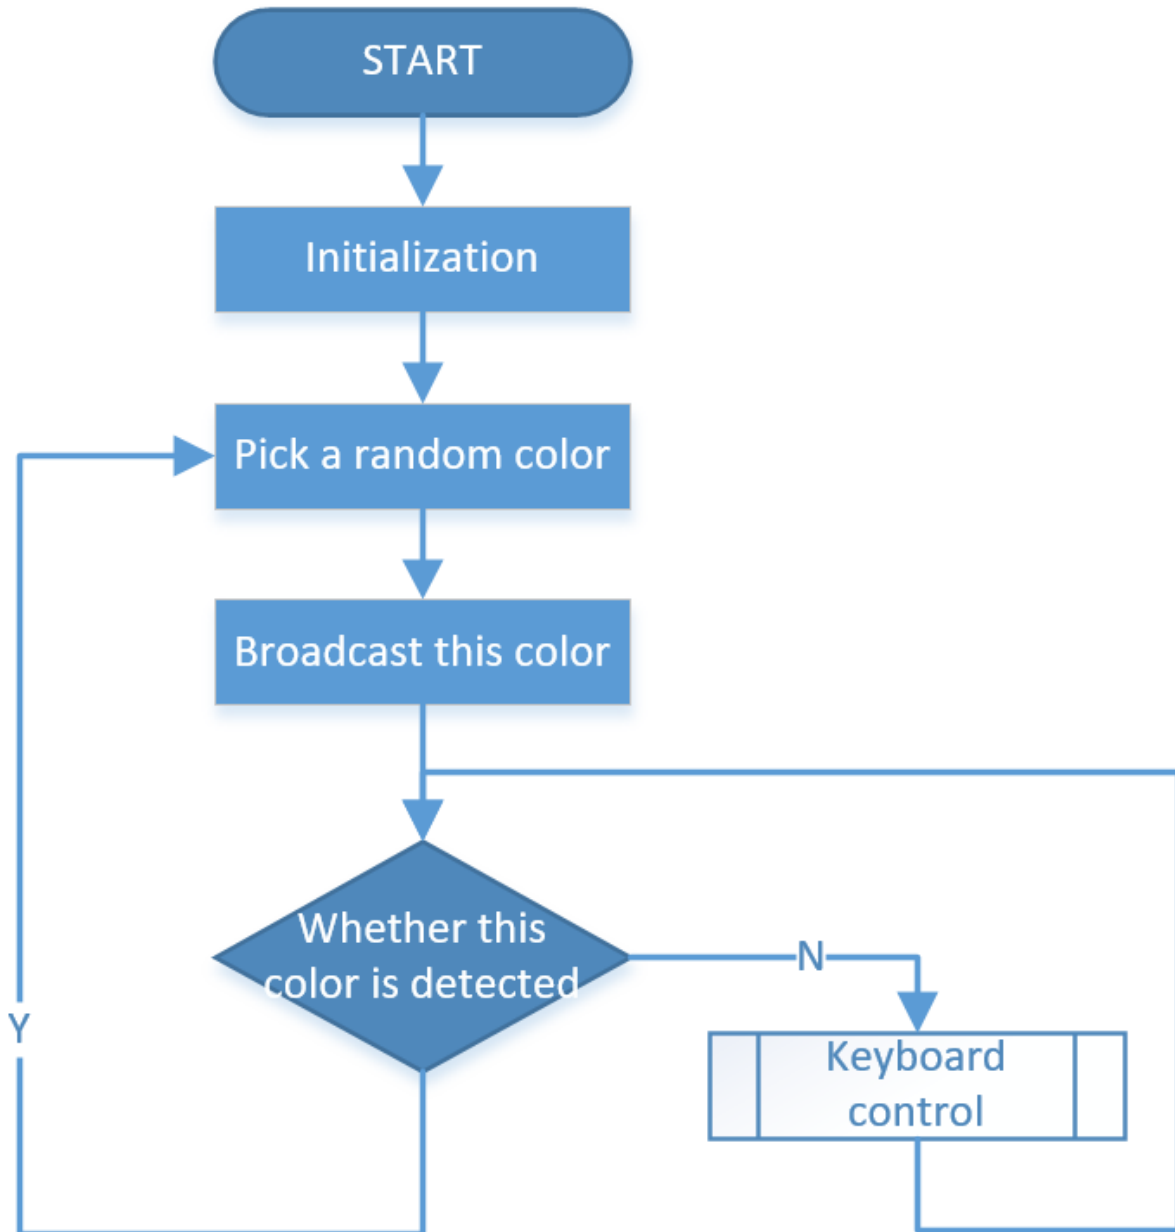 START
Initialization
Pick a random color
Broadcast this color
Whether this
color is detected
N
Y
Keyboard
control